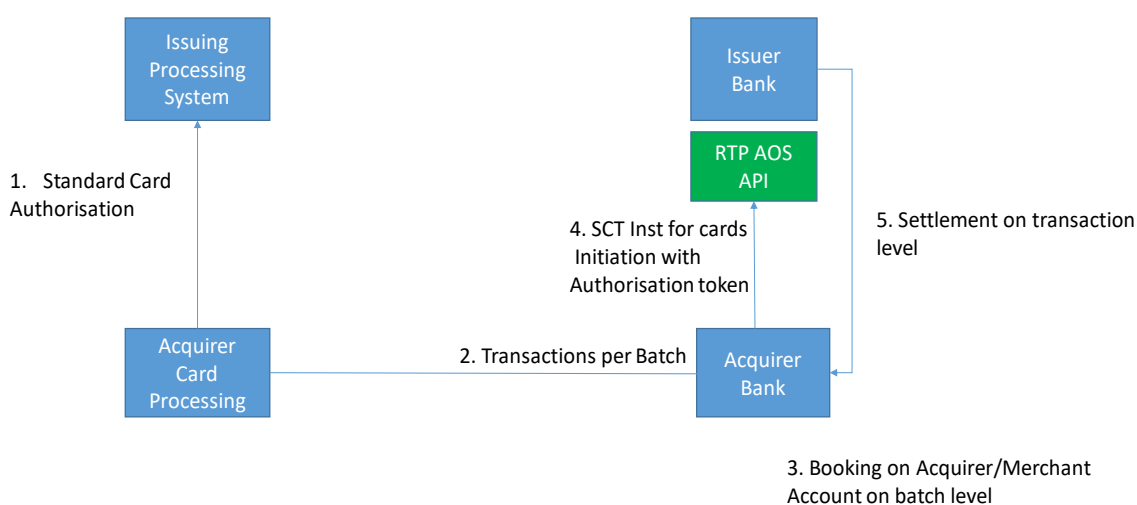 Issuing
Processing
System
Issuer
Bank
RTP AOS
API
1. Standard Card
Authorisation
4. SCT Inst for cards
Initiation with
Authorisation token
5. Settlement on transaction
level
Acquirer
Card
Processing
2. Transactions per Batch
Acquirer
Bank
3. Booking on Acquirer/Merchant
Account on batch level